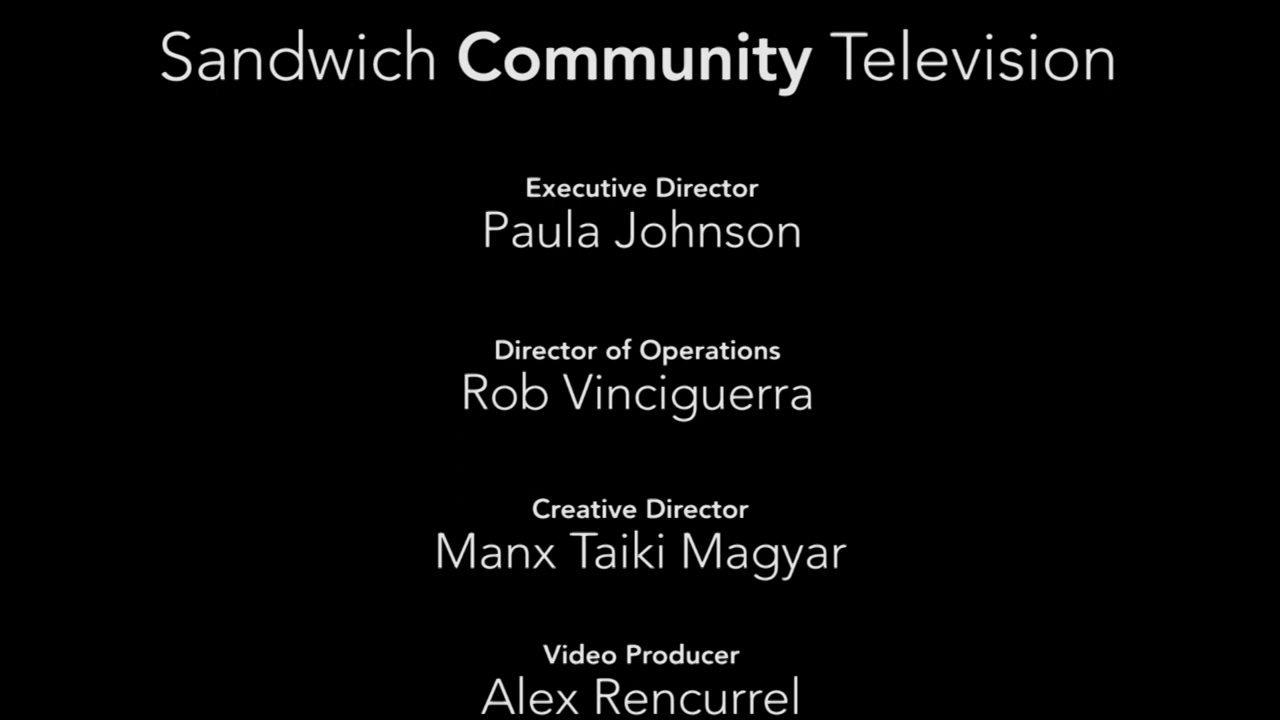 Sandwich Community Television
Executive Director
Paula Johnson
Director of Operations
Rob Vinciguerra
Creative Director
Manx Taiki Magyar
Video Producer
Alex Rencurrel